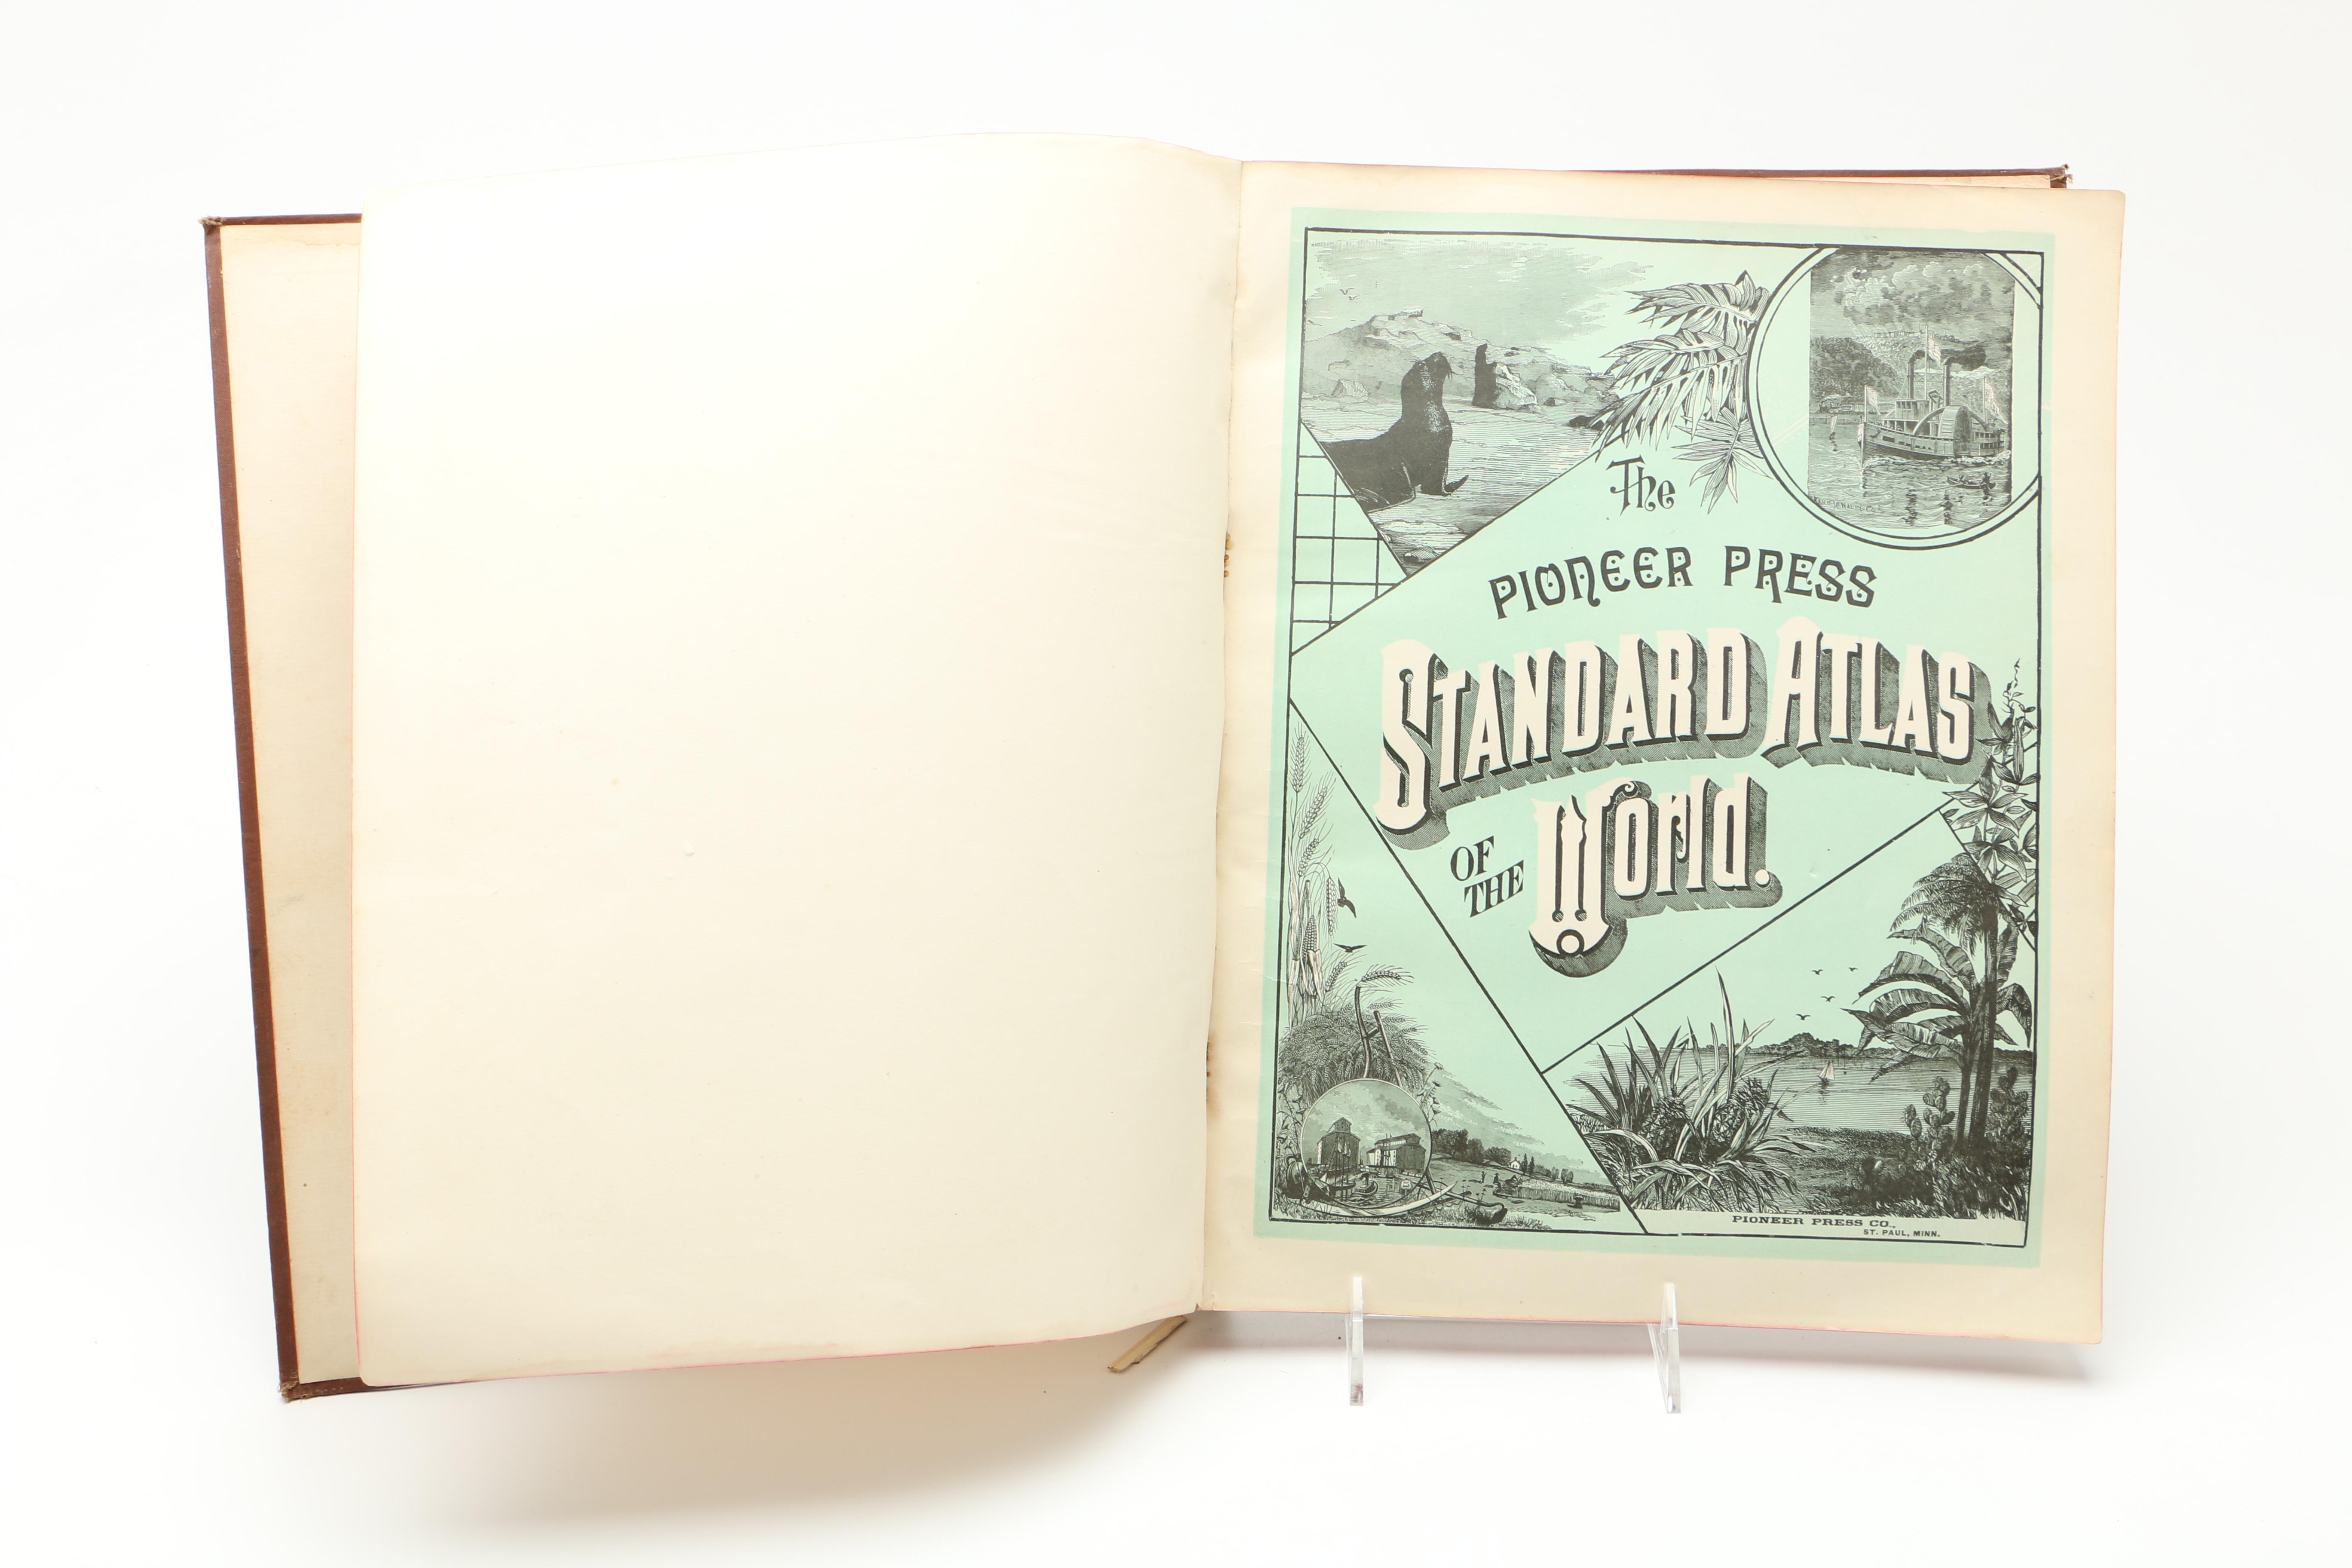 The
PIONEER PRESS
STANDARD ATLAS
OF THE World.
PIONEER PRESS CO.,
ST. PAUL, MINN.